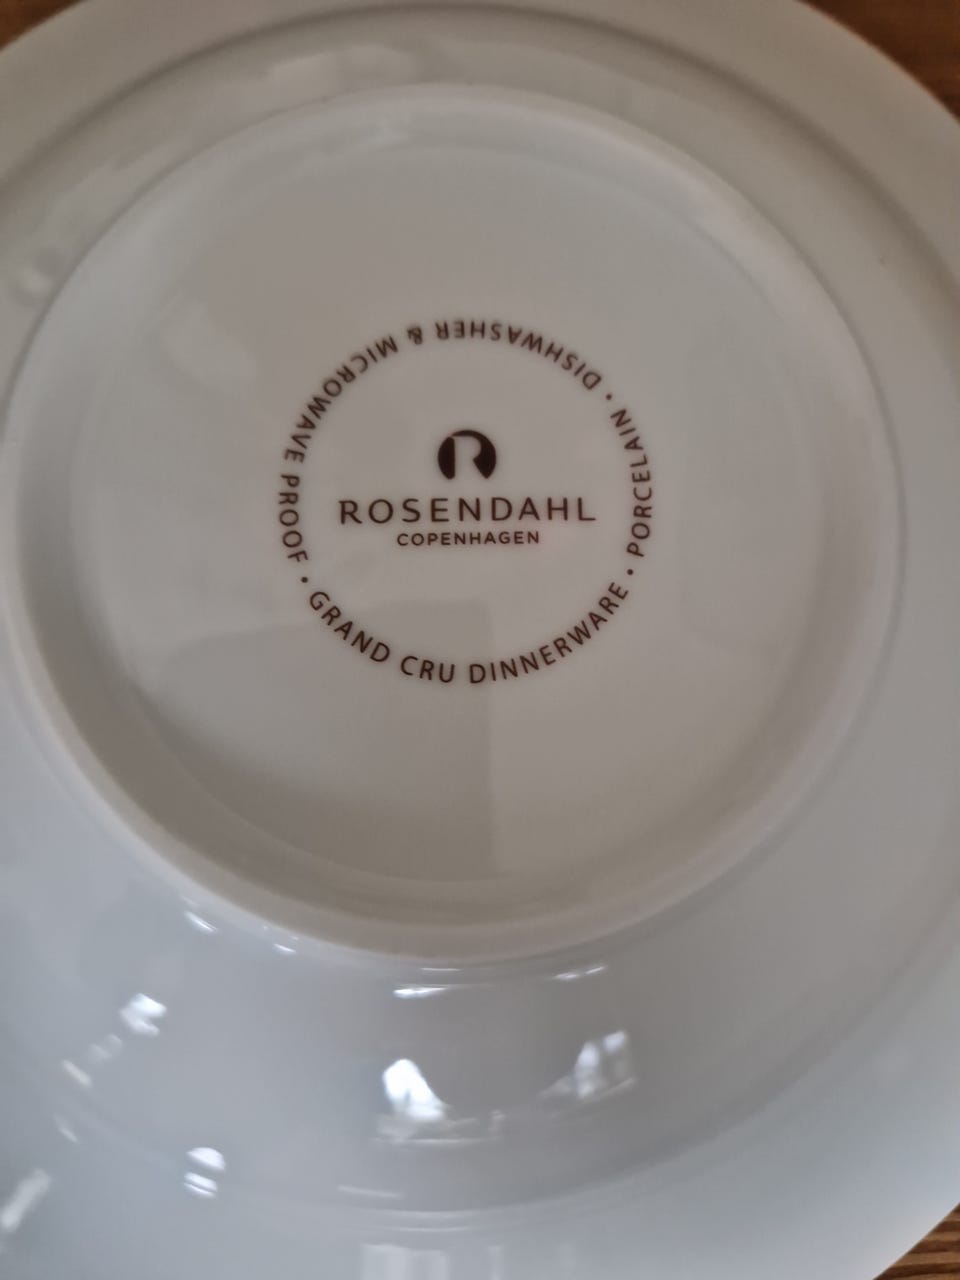 R
ROSENDAHL
COPENHAGEN
GRAND CRU DINNERWARE • PORCELAIN • DISHWASHER & MICROWAVE PROOF •